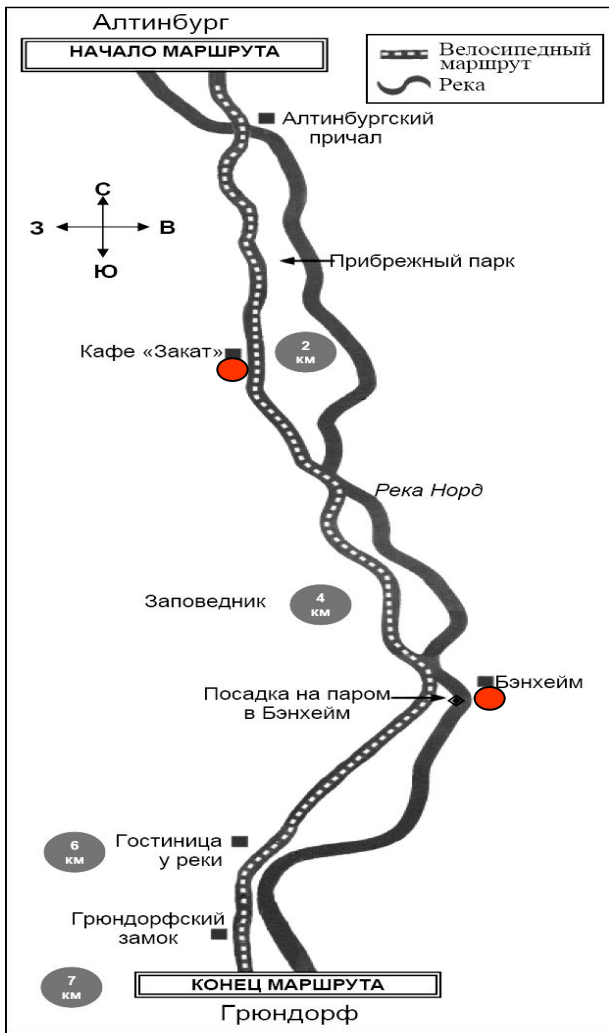 Алтинбург
НАЧАЛО МАРШРУТА
Велосипедный
маршрут
Река
Алтинбургский
причал
С
З
В
Ю
Прибрежный парк
Кафе «Закат»
2
км
Река Норд
Заповедник
4
км
Посадка на паром
в Бэнхейм
Бэнхейм
6
км
Гостиница
у реки
Грюндорфский
замок
7
км
КОНЕЦ МАРШРУТА
Грюндорф